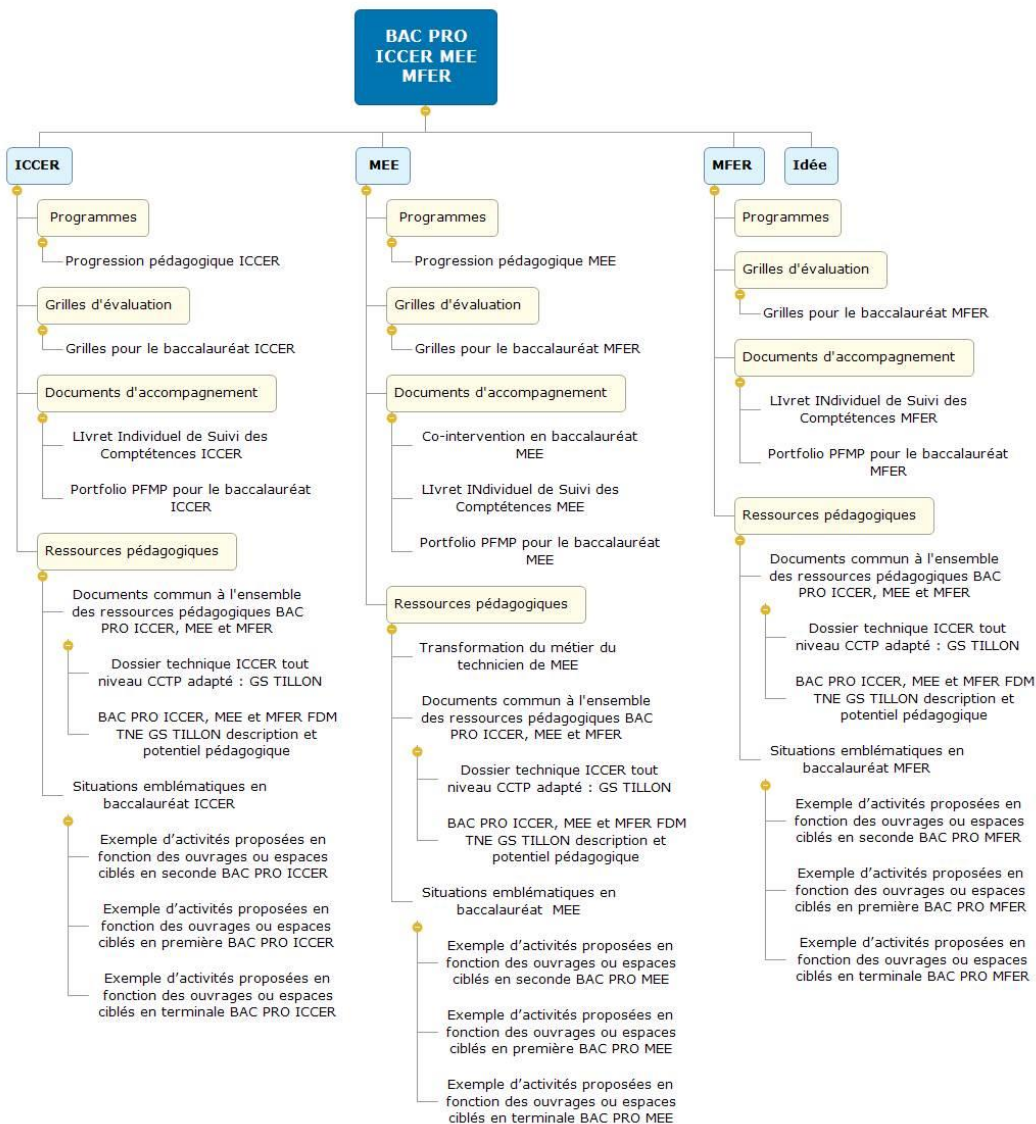 BAC PRO
ICCER MEE
MFER
ICCER
Programmes
Progression pédagogique ICCER
Grilles d'évaluation
Grilles pour le baccalauréat ICCER
Documents d'accompagnement
LIvret Individuel de Suivi des
Comptétences ICCER
Portfolio PFMP pour le baccalauréat
ICCER
Ressources pédagogiques
Documents commun à l'ensemble
des ressources pédagogiques BAC
PRO ICCER, MEE et MFER
Dossier technique ICCER tout
niveau CCTP adapté : GS TILLON
BAC PRO ICCER, MEE et MFER FDM
TNE GS TILLON description et
potentiel pédagogique
Situations emblématiques en
baccalauréat ICCER
Exemple d’activités proposées en
fonction des ouvrages ou espaces
ciblés en seconde BAC PRO ICCER
Exemple d’activités proposées en
fonction des ouvrages ou espaces
ciblés en première BAC PRO ICCER
Exemple d’activités proposées en
fonction des ouvrages ou espaces
ciblés en terminale BAC PRO ICCER
MEE
Programmes
Progression pédagogique MEE
Grilles d'évaluation
Grilles pour le baccalauréat MFER
Documents d'accompagnement
Co-intervention en baccalauréat
MEE
LIvret INdividuel de Suivi des
Comptétences MEE
Portfolio PFMP pour le baccalauréat
MEE
Ressources pédagogiques
Transformation du métier du
technicien de MEE
Documents commun à l'ensemble
des ressources pédagogiques BAC
PRO ICCER, MEE et MFER
Dossier technique ICCER tout
niveau CCTP adapté : GS TILLON
BAC PRO ICCER, MEE et MFER FDM
TNE GS TILLON description et
potentiel pédagogique
Situations emblématiques en
baccalauréat MEE
Exemple d’activités proposées en
fonction des ouvrages ou espaces
ciblés en seconde BAC PRO MEE
Exemple d’activités proposées en
fonction des ouvrages ou espaces
ciblés en première BAC PRO MEE
Exemple d’activités proposées en
fonction des ouvrages ou espaces
ciblés en terminale BAC PRO MEE
MFER
Programmes
Grilles d'évaluation
Grilles pour le baccalauréat MFER
Documents d'accompagnement
LIvret INdividuel de Suivi des
Comptétences MFER
Portfolio PFMP pour le baccalauréat
MFER
Ressources pédagogiques
Documents commun à l'ensemble
des ressources pédagogiques BAC
PRO ICCER, MEE et MFER
Dossier technique ICCER tout
niveau CCTP adapté : GS TILLON
BAC PRO ICCER, MEE et MFER FDM
TNE GS TILLON description et
potentiel pédagogique
Situations emblématiques en
baccalauréat MFER
Exemple d’activités proposées en
fonction des ouvrages ou espaces
ciblés en seconde BAC PRO MFER
Exemple d’activités proposées en
fonction des ouvrages ou espaces
ciblés en première BAC PRO MFER
Exemple d’activités proposées en
fonction des ouvrages ou espaces
ciblés en terminale BAC PRO MFER
Idée